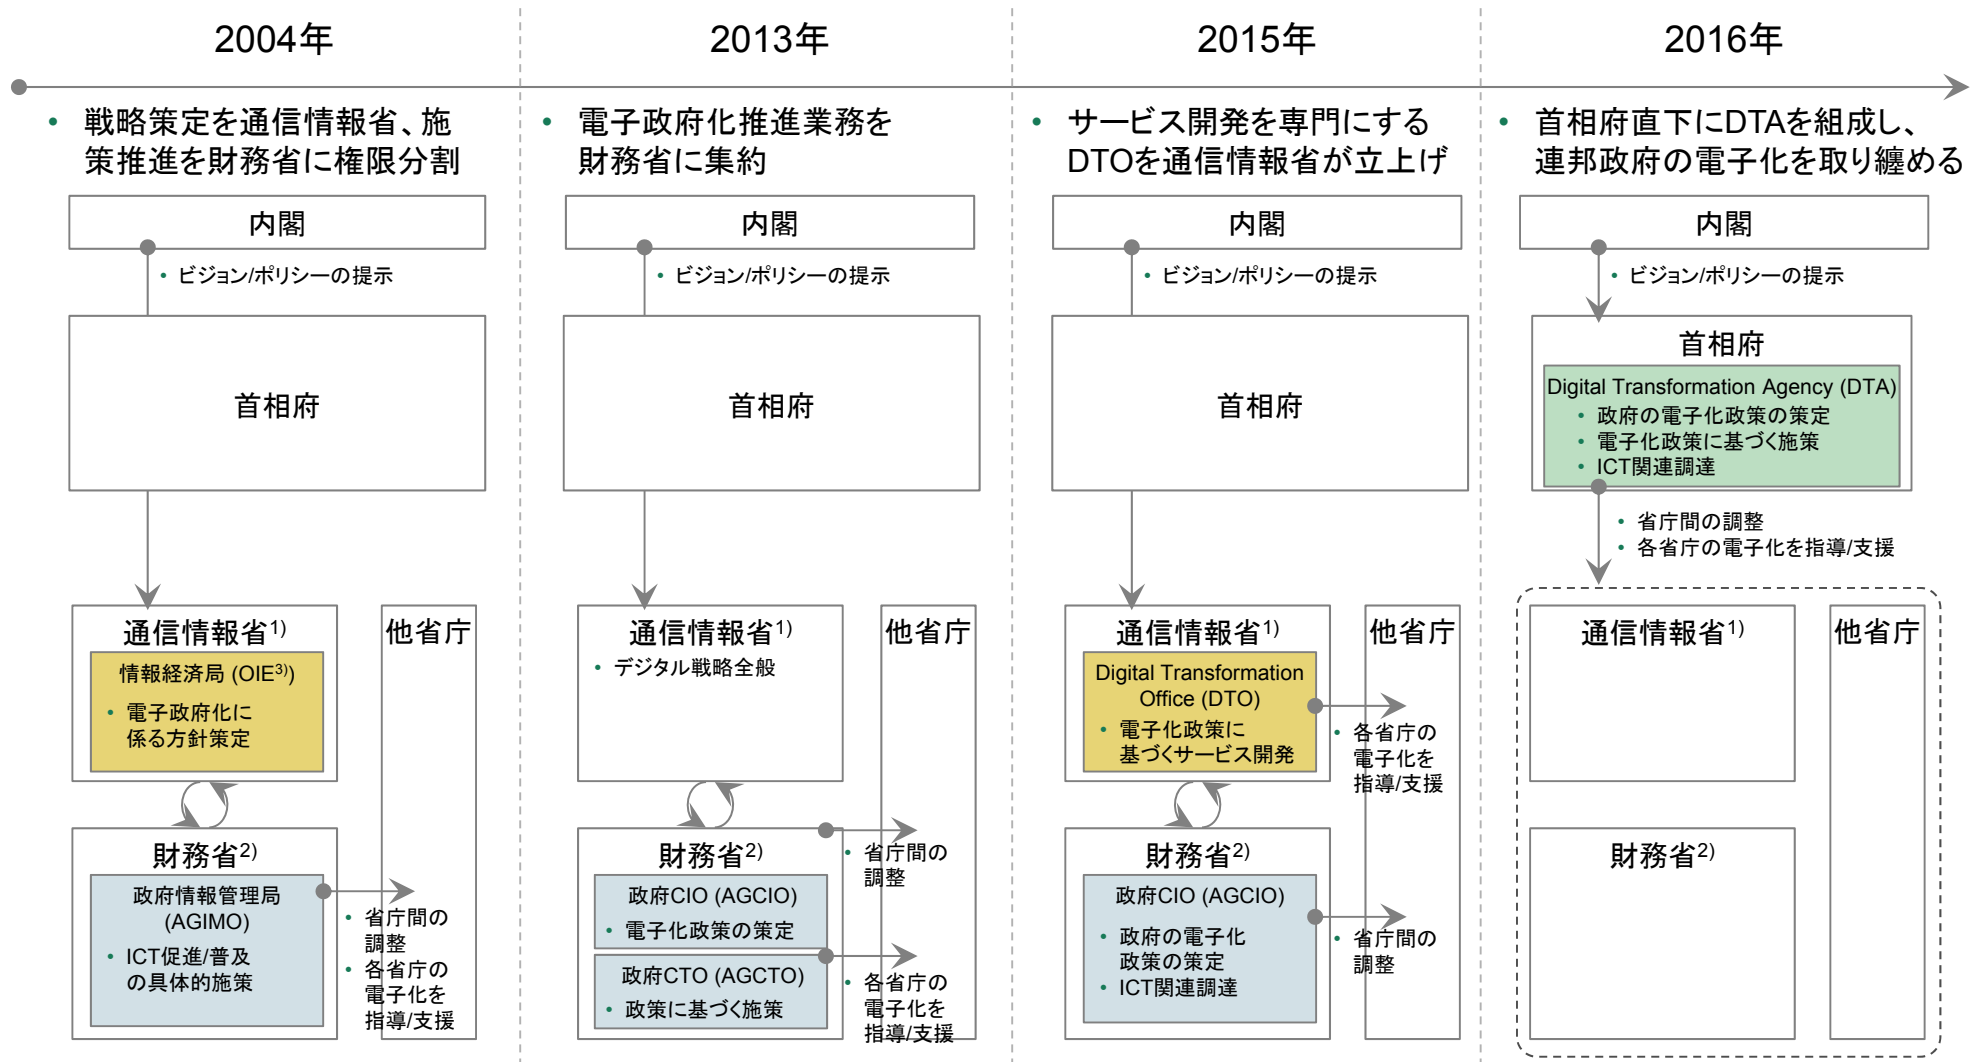 2004年
• 戦略策定を通信情報省、施
策推進を財務省に権限分割
内閣
• ビジョン/ポリシーの提示
首相府
通信情報省1)
情報経済局 (OIE3))
• 電子政府化に
係る方針策定
他省庁
財務省2)
政府情報管理局
(AGIMO)
• ICT促進/普及
の具体的施策
• 省庁間の
調整
• 各省庁の
電子化を
指導/支援
2013年
• 電子政府化推進業務を
財務省に集約
内閣
• ビジョン/ポリシーの提示
首相府
通信情報省1)
• デジタル戦略全般
他省庁
財務省2)
政府CIO (AGCIO)
• 電子化政策の策定
• 省庁間の
調整
政府CTO (AGCTO)
• 政策に基づく施策
• 各省庁の
電子化を
指導/支援
2015年
• サービス開発を専門にする
DTOを通信情報省が立上げ
内閣
• ビジョン/ポリシーの提示
首相府
通信情報省1)
Digital Transformation
Office (DTO)
• 電子化政策に
基づくサービス開発
他省庁
• 各省庁の
電子化を
指導/支援
財務省2)
政府CIO (AGCIO)
• 政府の電子化
政策の策定
• ICT関連調達
• 省庁間の
調整
2016年
• 首相府直下にDTAを組成し、
連邦政府の電子化を取り纏める
内閣
• ビジョン/ポリシーの提示
首相府
Digital Transformation Agency (DTA)
• 政府の電子化政策の策定
• 電子化政策に基づく施策
• ICT関連調達
• 省庁間の調整
• 各省庁の電子化を指導/支援
通信情報省1)
他省庁
財務省2)